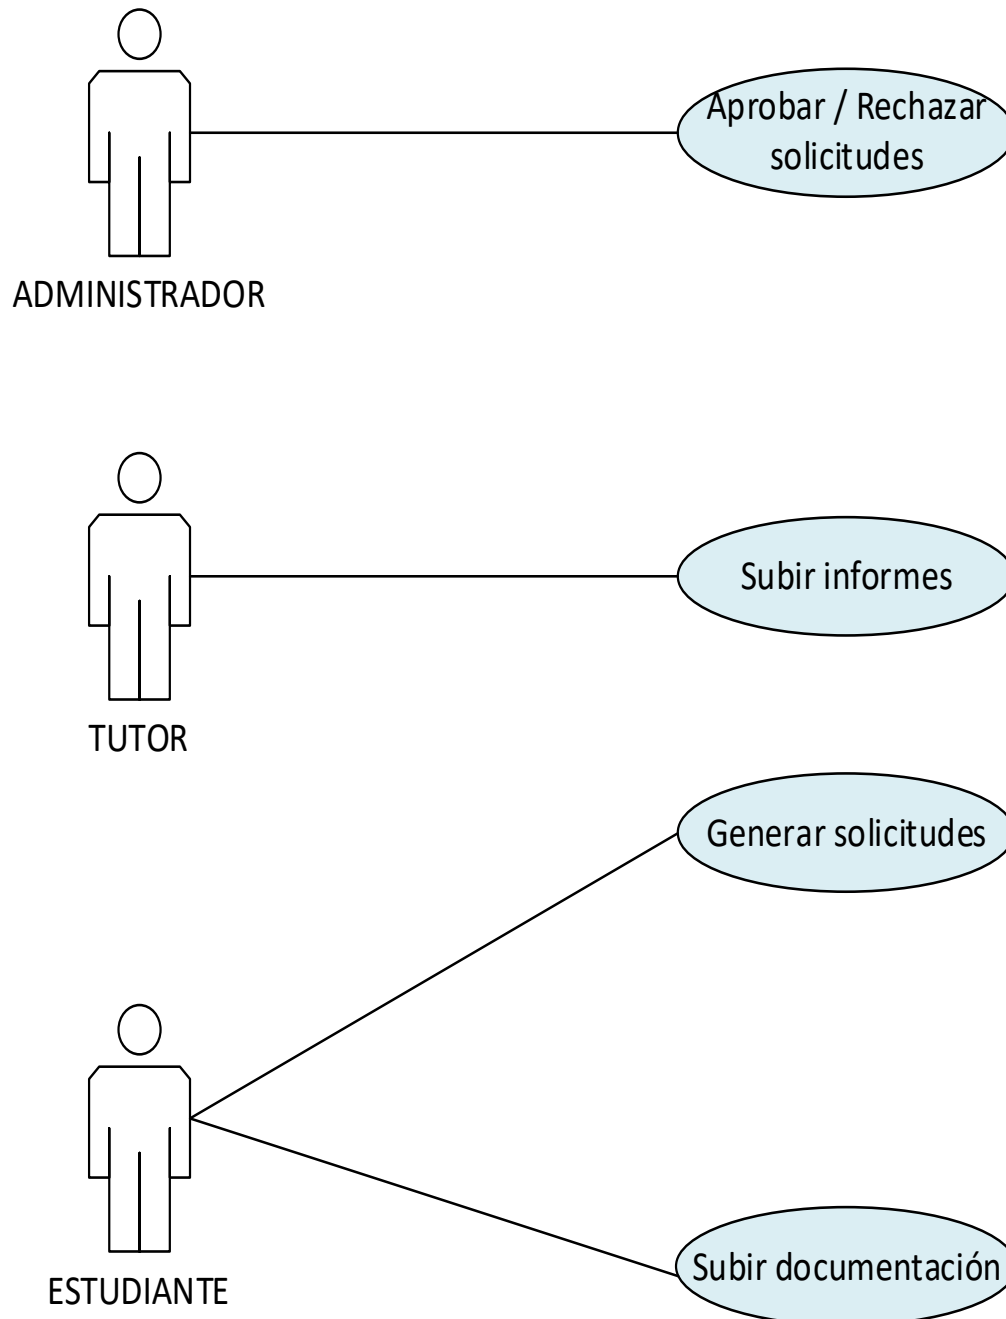 Aprobar / Rechazar
solicitudes
ADMINISTRADOR
Subir informes
TUTOR
Generar solicitudes
Subir documentación
ESTUDIANTE